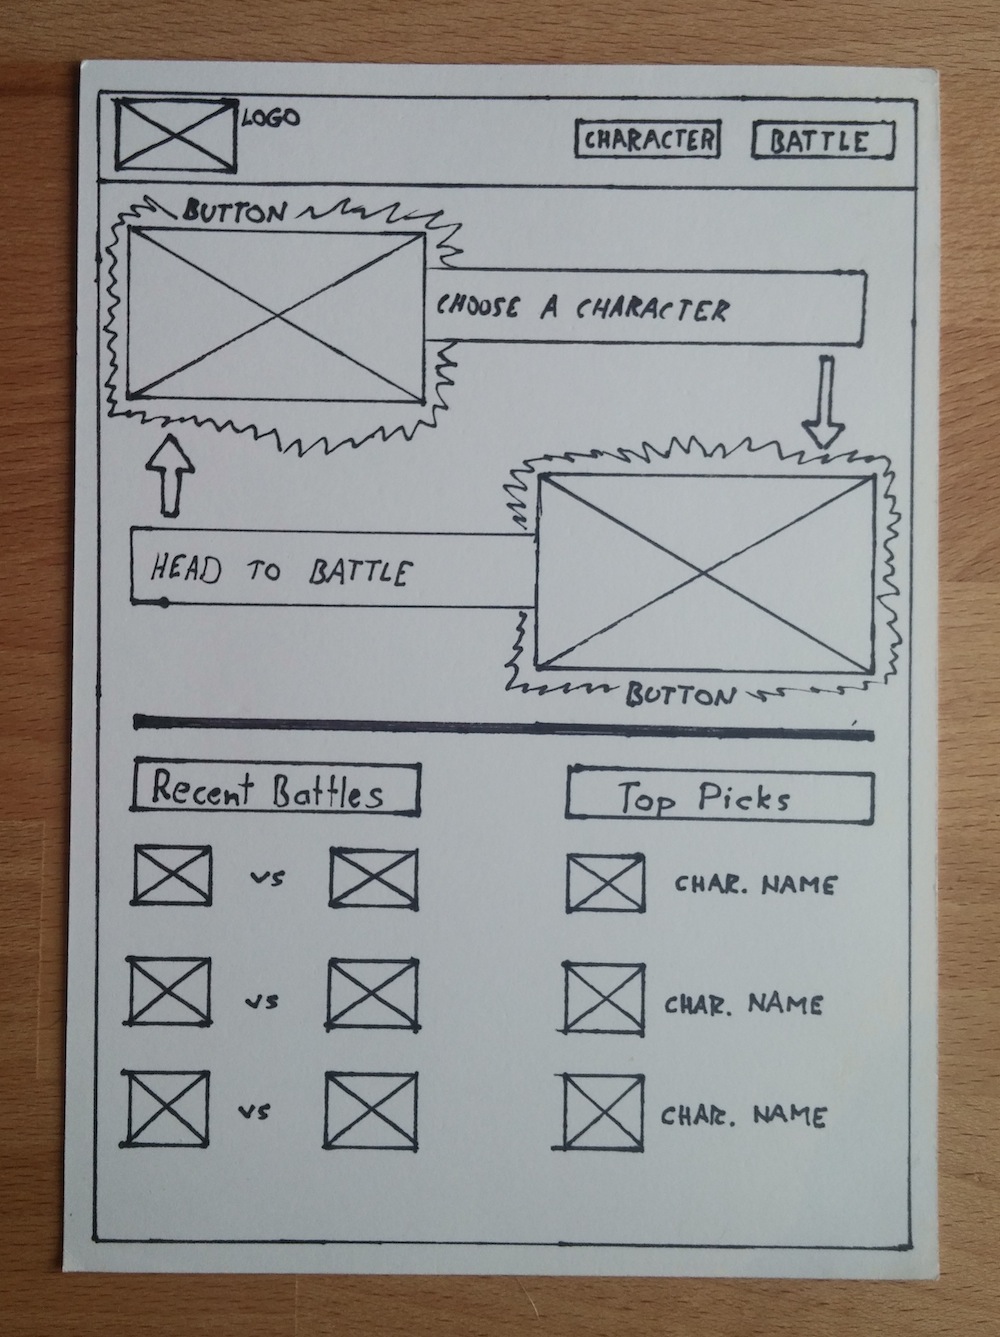 LOGO
CHARACTER
BATTLE
BUTTON
CHOOSE A CHARACTER
HEAD TO BATTLE
BUTTON
Recent Battles
Top Picks
vs
CHAR. NAME
vs
CHAR. NAME
vs
CHAR. NAME